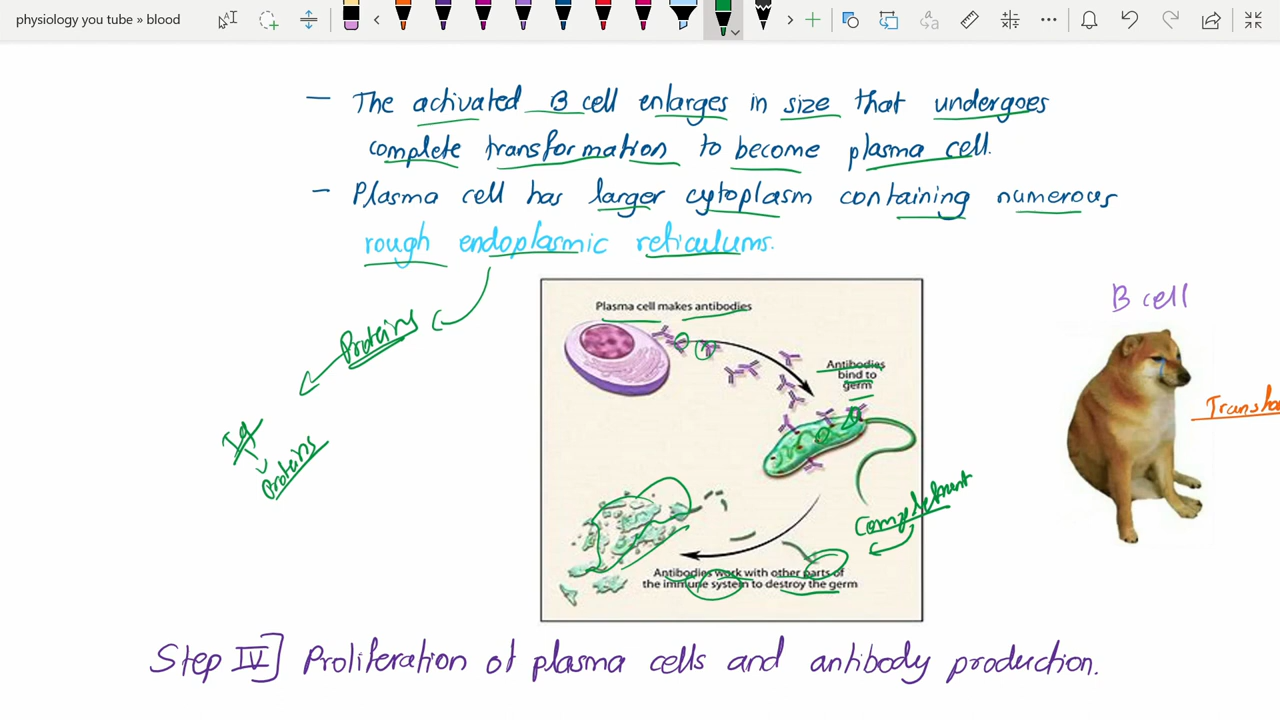 physiology you tube » blood
– The activated B cell enlarges in size that undergoes
complete transformation to become plasma cell.
– Plasma cell has larger cytoplasm containing numerous
rough endoplasmic reticulums.
Proteins
Ig
Proteins
Plasma cell makes antibodies
Antibodies
bind to
germ
Complement
Antibodies work with other parts of
the immune system to destroy the germ
B cell
Step IV] Proliferation of plasma cells and antibody production.